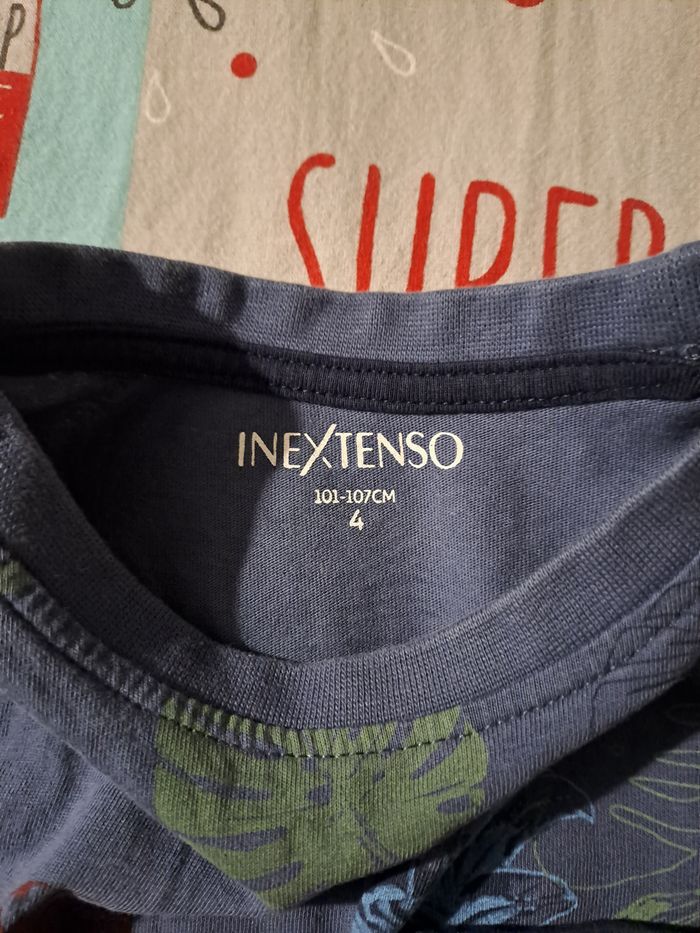 P
SUPER
INEXTENSO
101-107CM
4